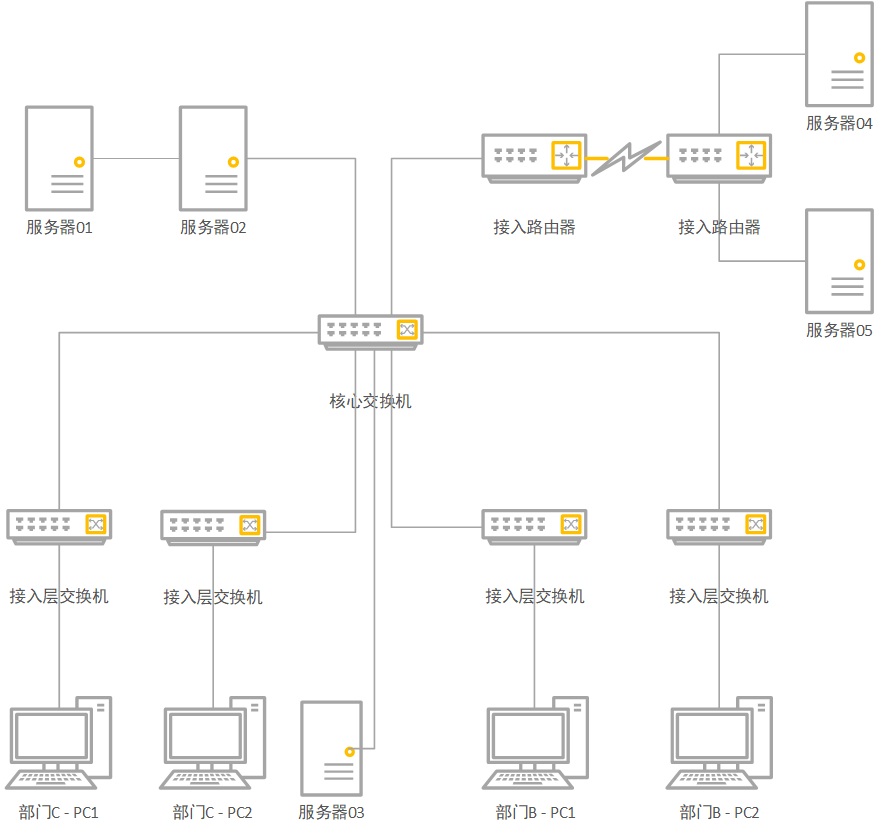 服务器04
服务器01
服务器02
接入路由器
接入路由器
服务器05
核心交换机
接入层交换机
接入层交换机
接入层交换机
接入层交换机
部门C - PC1
部门C - PC2
服务器03
部门B - PC1
部门B - PC2